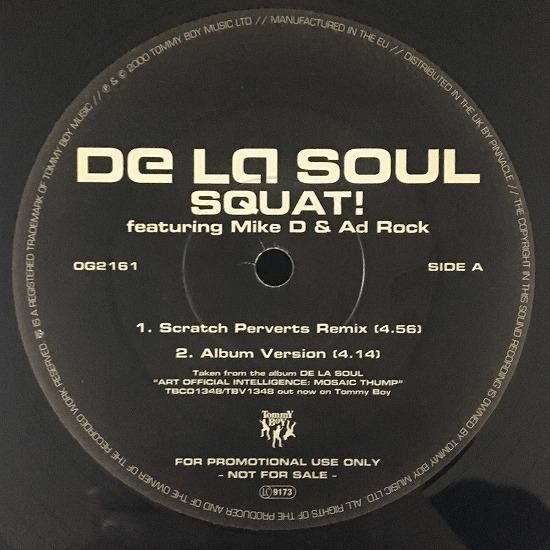 DE LA SOUL
SQUAT!
featuring Mike D & Ad Rock
OG2161
SIDE A
1. Scratch Perverts Remix (4.56)
2. Album Version (4.14)
Taken from the album DE LA SOUL
"ART OFFICIAL INTELLIGENCE: MOSAIC THUMP"
TBCD1348/TBV1348 out now on Tommy Boy
Tommy
Boy
FOR PROMOTIONAL USE ONLY
- NOT FOR SALE -
LC 9173
IS A REGISTERED TRADEMARK OF TOMMY BOY MUSIC // ℗ & © 2000 TOMMY BOY MUSIC LTD // MANUFACTURED IN THE EU // DISTRIBUTED IN THE UK BY PINNACLE // THE COPYRIGHT IN THIS SOUND RECORDING IS OWNED BY TOMMY BOY MUSIC LTD. ALL RIGHTS OF THE PRODUCER AND OF THE OWNER OF THE RECORDED WORK RESERVED